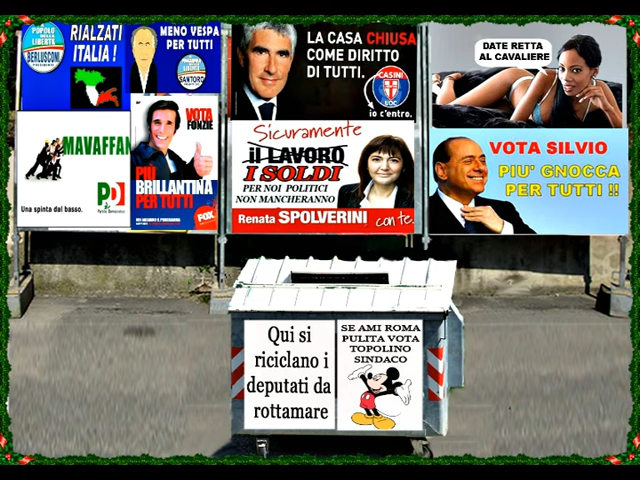 POPOLO
DELLA
LIBERTÀ
BERLUSCONI
PRESIDENTE
RIALZATI
ITALIA !
MENO VESPA
PER TUTTI
SANTORO
LA CASA CHIUSA
COME DIRITTO
DI TUTTI.
CASINI
UDC
io c'entro.
DATE RETTA
AL CAVALIERE
MAVAFFAN
PD
Partito Democratico
Una spinta dal basso.
VOTA
FONZIE
PIÙ
BRILLANTINA
PER TUTTI
FOX
Sicuramente
il LAVORO
I SOLDI
PER NOI POLITICI
NON MANCHERANNO
Renata SPOLVERINI con te.
VOTA SILVIO
PIU' GNOCCA
PER TUTTI !!
Qui si
riciclano i
deputati da
rottamare
SE AMI ROMA
PULITA VOTA
TOPOLINO
SINDACO